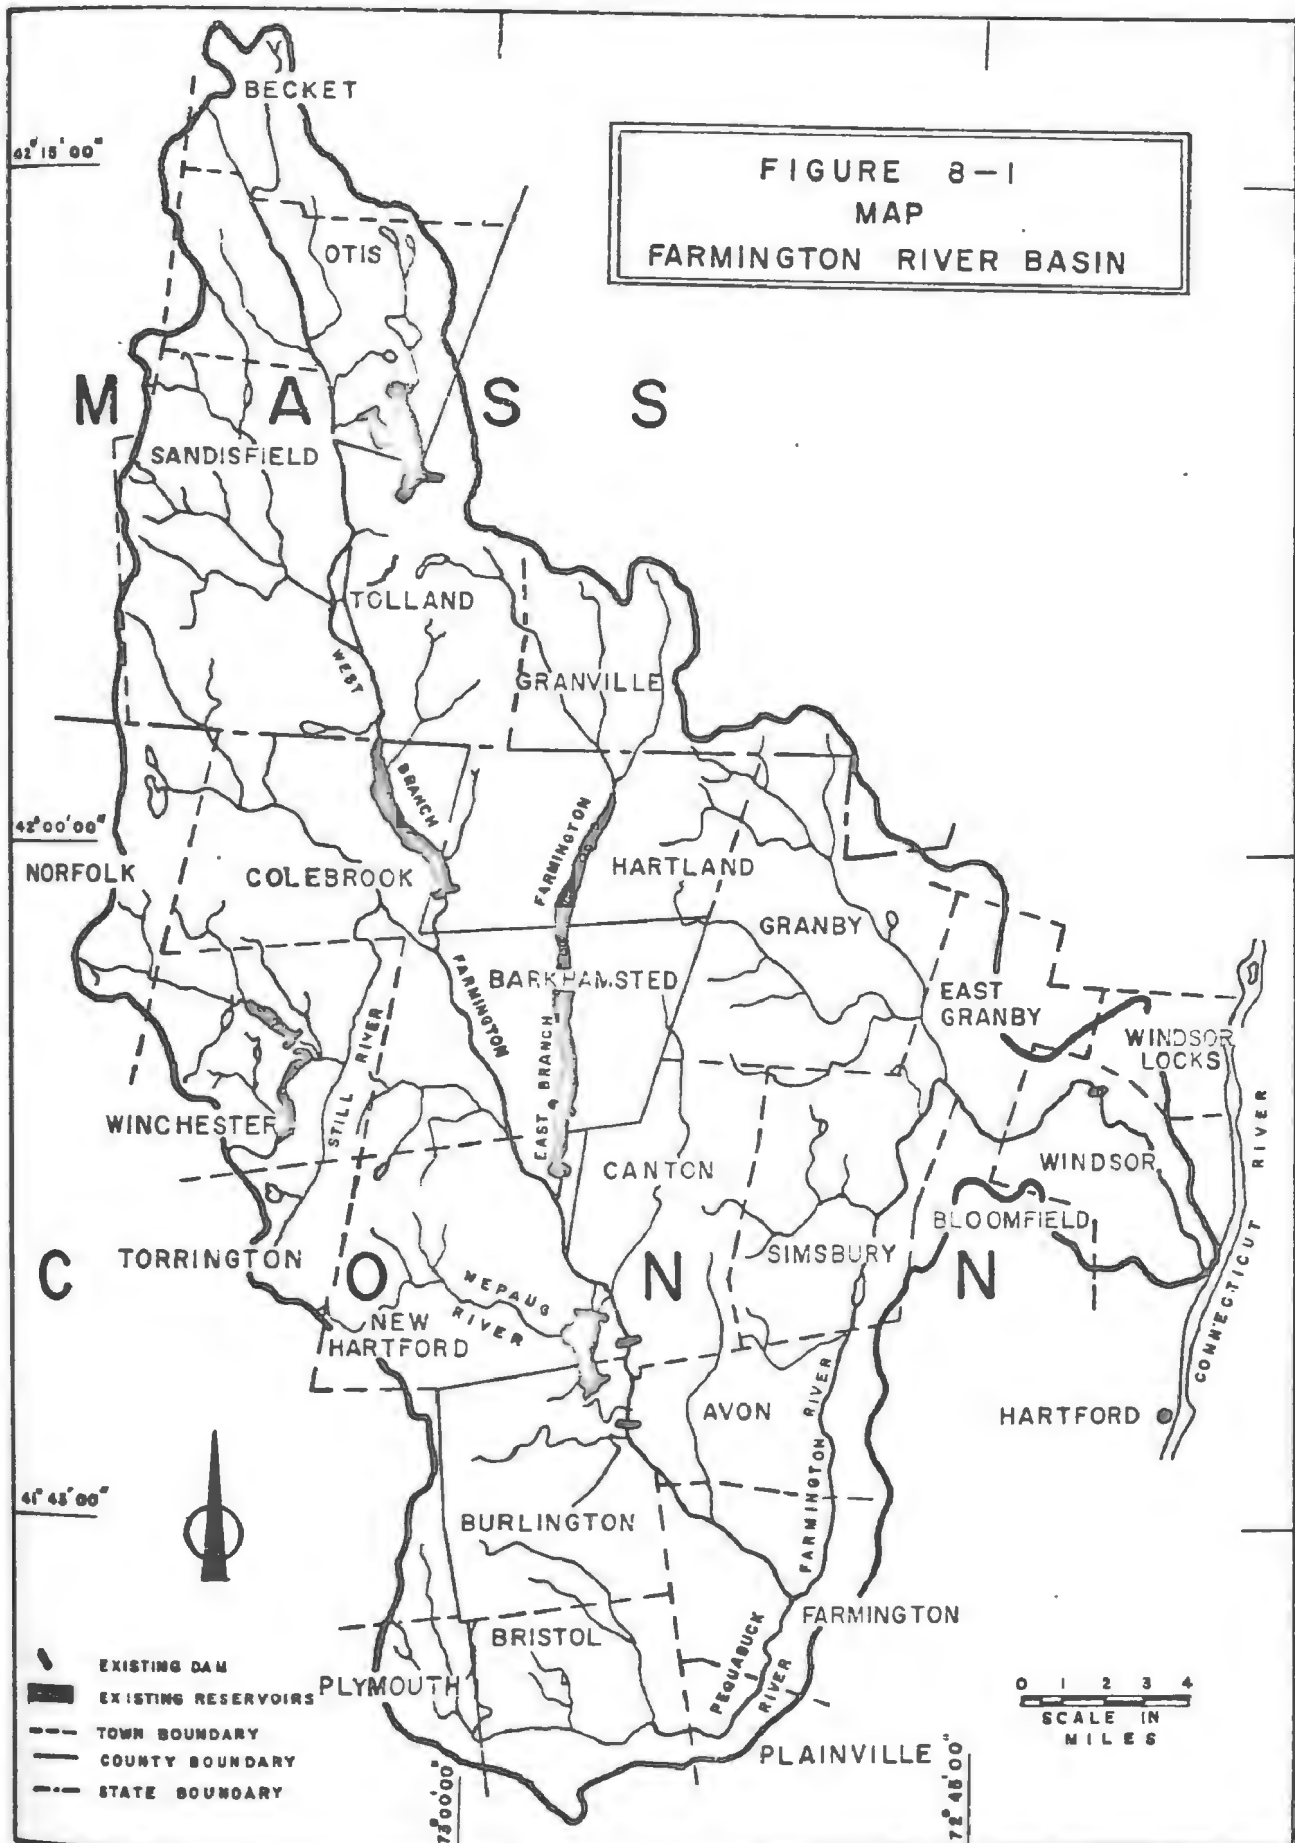 FIGURE 8-1
MAP
FARMINGTON RIVER BASIN
BECKET
42° 15' 00"
OTIS
M A S S
SANDISFIELD
TOLLAND
WEST
GRANVILLE
BRANCH
FARMINGTON
42° 00' 00"
NORFOLK
COLEBROOK
HARTLAND
GRANBY
BARKHAMSTED
EAST
GRANBY
FARMINGTON
WINDSOR
LOCKS
STILL RIVER
EAST BRANCH
WINCHESTER
CANTON
WINDSOR
RIVER
BLOOMFIELD
TORRINGTON
SIMSBURY
C O N N
NEPAUG
RIVER
NEW
HARTFORD
CONNECTICUT
AVON
FARMINGTON RIVER
HARTFORD
41° 45' 00"
BURLINGTON
FARMINGTON
BRISTOL
PEQUABUCK
RIVER
PLYMOUTH
PLAINVILLE
EXISTING DAM
EXISTING RESERVOIRS
TOWN BOUNDARY
COUNTY BOUNDARY
STATE BOUNDARY
0 1 2 3 4
SCALE IN
MILES
73° 00' 00"
72° 45' 00"